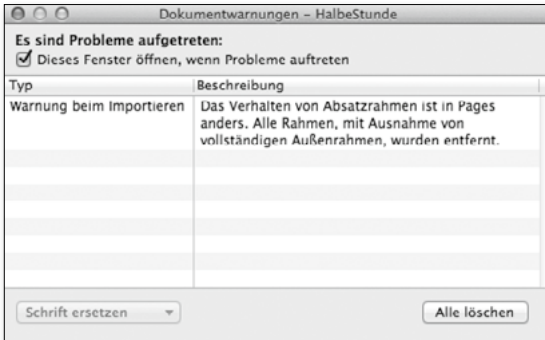 Dokumentwarnungen – HalbeStunde
Es sind Probleme aufgetreten:
Dieses Fenster öffnen, wenn Probleme auftreten
Typ Beschreibung
Warnung beim Importieren Das Verhalten von Absatzrahmen ist in Pages
anders. Alle Rahmen, mit Ausnahme von
vollständigen Außenrahmen, wurden entfernt.
Schrift ersetzen Alle löschen